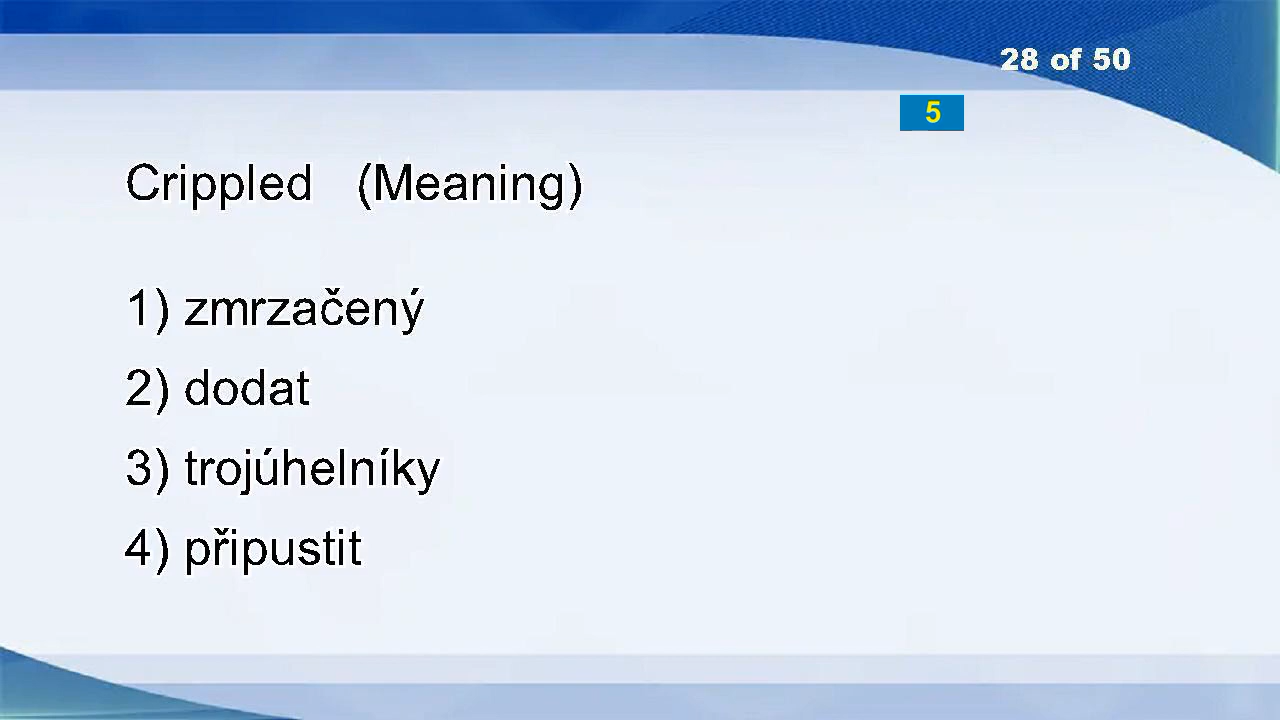 28 of 50
5
Crippled (Meaning)
1) zmrzačený
2) dodat
3) trojúhelníky
4) připustit